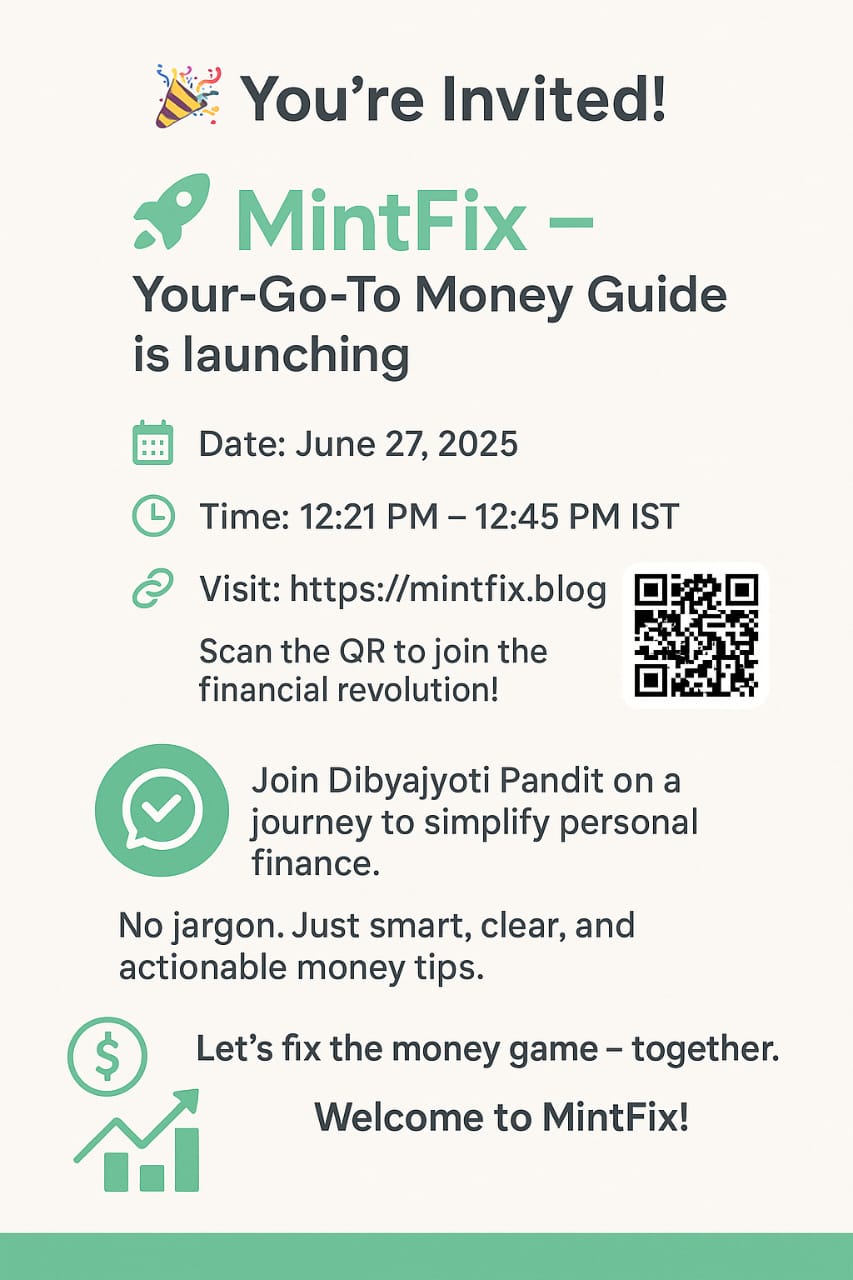 You're Invited!
MintFix –
Your-Go-To Money Guide
is launching
Date: June 27, 2025
Time: 12:21 PM – 12:45 PM IST
Visit: https://mintfix.blog
Scan the QR to join the
financial revolution!
Join Dibyajyoti Pandit on a
journey to simplify personal
finance.
No jargon. Just smart, clear, and
actionable money tips.
$
Let's fix the money game – together.
Welcome to MintFix!